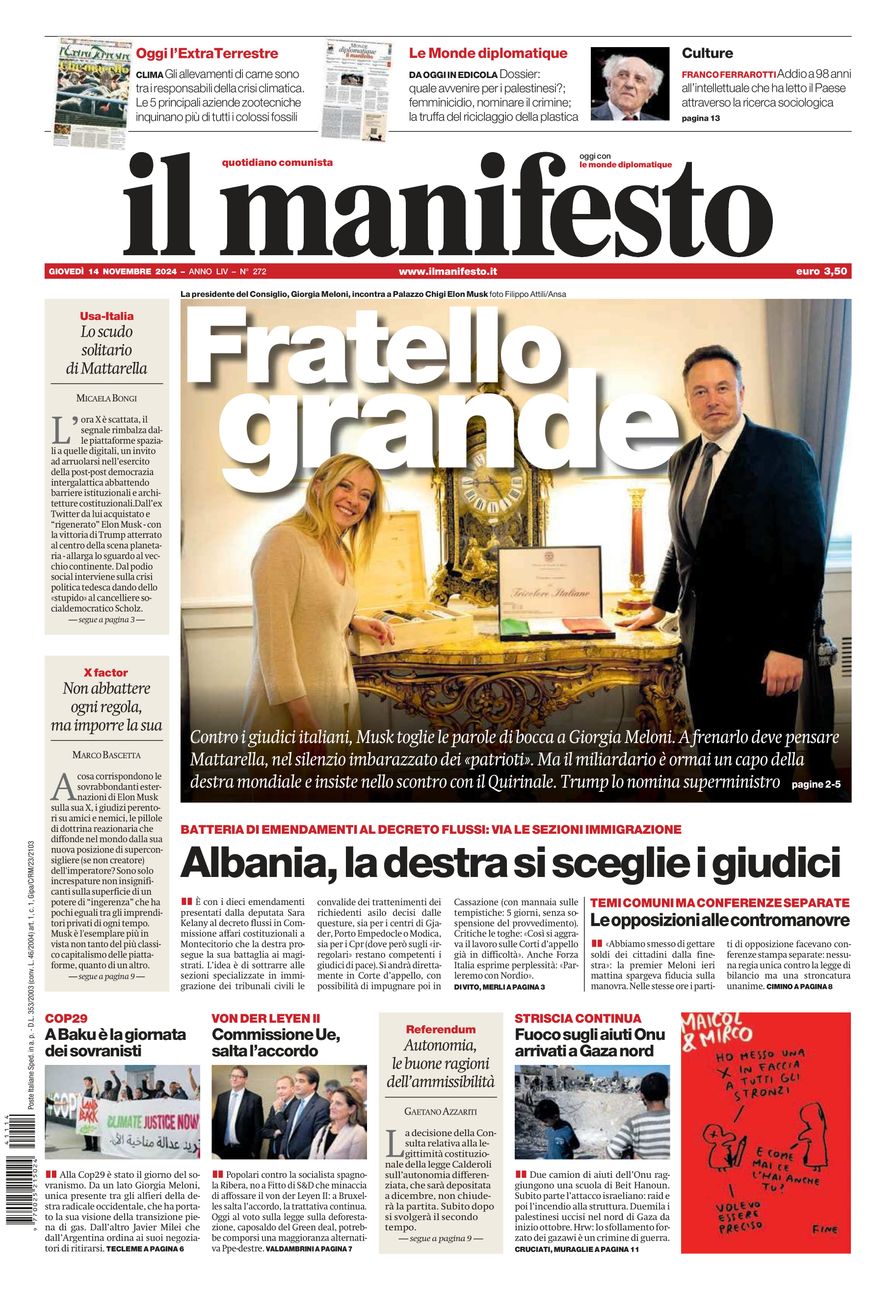 Oggi l'ExtraTerrestre
CLIMA Gli allevamenti di carne sono
tra i responsabili della crisi climatica.
Le 5 principali aziende zootecniche
inquinano più di tutti i colossi fossili
Le Monde diplomatique
DA OGGI IN EDICOLA Dossier:
quale avvenire per i palestinesi?;
femminicidio, nominare il crimine;
la truffa del riciclaggio della plastica
Culture
FRANCO FERRAROTTI Addio a 98 anni
all'intellettuale che ha letto il Paese
attraverso la ricerca sociologica
pagina 13
quotidiano comunista
oggi con
le monde diplomatique
il manifesto
GIOVEDÌ 14 NOVEMBRE 2024 – ANNO LIV – N° 272
www.ilmanifesto.it
euro 3,50
La presidente del Consiglio, Giorgia Meloni, incontra a Palazzo Chigi Elon Musk foto Filippo Attili/Ansa
Usa-Italia
Lo scudo
solitario
di Mattarella
MICAELA BONGI
L'ora X è scattata, il
segnale rimbalza dal-
le piattaforme spazia-
li a quelle digitali, un invito
ad arruolarsi nell'esercito
della post-post democrazia
intergalattica abbattendo
barriere istituzionali e archi-
tetture costituzionali.Dall'ex
Twitter da lui acquistato e
“rigenerato” Elon Musk - con
la vittoria di Trump atterrato
al centro della scena planeta-
ria - allarga lo sguardo al vec-
chio continente. Dal podio
social interviene sulla crisi
politica tedesca dando dello
«stupido» al cancelliere so-
cialdemocratico Scholz.
— segue a pagina 3 —
X factor
Non abbattere
ogni regola,
ma imporre la sua
MARCO BASCETTA
A cosa corrispondono le
sovrabbondanti ester-
nazioni di Elon Musk
sulla sua X, i giudizi perento-
ri su amici e nemici, le pillole
di dottrina reazionaria che
diffonde nel mondo dalla sua
nuova posizione di supercon-
sigliere (se non creatore)
dell'imperatore? Sono solo
increspature non insignifi-
canti sulla superficie di un
potere di “ingerenza” che ha
pochi eguali tra gli imprendi-
tori privati di ogni tempo.
Musk è l'esemplare più in
vista non tanto del più classi-
co capitalismo delle piatta-
forme, quanto di un altro.
— segue a pagina 9 —
Fratello
grande
Tricolore Italiano
Contro i giudici italiani, Musk toglie le parole di bocca a Giorgia Meloni. A frenarlo deve pensare
Mattarella, nel silenzio imbarazzato dei «patrioti». Ma il miliardario è ormai un capo della
destra mondiale e insiste nello scontro con il Quirinale. Trump lo nomina superministro pagine 2-5
BATTERIA DI EMENDAMENTI AL DECRETO FLUSSI: VIA LE SEZIONI IMMIGRAZIONE
Albania, la destra si sceglie i giudici
È con i dieci emendamenti
presentati dalla deputata Sara
Kelany al decreto flussi in Com-
missione affari costituzionali a
Montecitorio che la destra pro-
segue la sua battaglia ai magi-
strati. L'idea è di sottrarre alle
sezioni specializzate in immi-
grazione dei tribunali civili le
convalide dei trattenimenti dei
richiedenti asilo decisi dalle
questure, sia per i centri di Gja-
der, Porto Empedocle o Modica,
sia per i Cpr (dove però sugli «ir-
regolari» restano competenti i
giudici di pace). Si andrà diretta-
mente in Corte d'appello, con
possibilità di impugnare poi in
Cassazione (con mannaia sulle
tempistiche: 5 giorni, senza so-
spensione del provvedimento).
Critiche le toghe: «Così si aggra-
va il lavoro sulle Corti d'appello
già in difficoltà». Anche Forza
Italia esprime perplessità: «Par-
leremo con Nordio».
DI VITO, MERLI A PAGINA 3
TEMI COMUNI MA CONFERENZE SEPARATE
Le opposizioni alle contromanovre
«Abbiamo smesso di gettare
soldi dei cittadini dalla fine-
stra»: la premier Meloni ieri
mattina spargeva fiducia sulla
manovra. Nelle stesse ore i parti-
ti di opposizione facevano con-
ferenze stampa separate: nessu-
na regia unica contro la legge di
bilancio ma una stroncatura
unanime. CIMINO A PAGINA 8
COP29
A Baku è la giornata
dei sovranisti
CLIMATE JUSTICE NOW
Alla Cop29 è stato il giorno del so-
vranismo. Da un lato Giorgia Meloni,
unica presente tra gli alfieri della de-
stra radicale occidentale, che ha porta-
to la sua visione della transizione pie-
na di gas. Dall'altro Javier Milei che
dall'Argentina ordina ai suoi negozia-
tori di ritirarsi. TECLEME A PAGINA 6
VON DER LEYEN II
Commissione Ue,
salta l'accordo
Popolari contro la socialista spagno-
la Ribera, no a Fitto di S&D che minaccia
di affossare il von der Leyen II: a Bruxel-
les salta l'accordo, la trattativa continua.
Oggi al voto sulla legge sulla deforesta-
zione, caposaldo del Green deal, potreb-
be comporsi una maggioranza alternati-
va Ppe-destre. VALDAMBRINI A PAGINA 7
Referendum
Autonomia,
le buone ragioni
dell'ammissibilità
GAETANO AZZARITI
La decisione della Con-
sulta relativa alla le-
gittimità costituzio-
nale della legge Calderoli
sull'autonomia differen-
ziata, che sarà depositata
a dicembre, non chiude-
rà la partita. Subito dopo
si svolgerà il secondo
tempo.
— segue a pagina 9 —
STRISCIA CONTINUA
Fuoco sugli aiuti Onu
arrivati a Gaza nord
Due camion di aiuti dell'Onu rag-
giungono una scuola di Beit Hanoun.
Subito parte l'attacco israeliano: raid e
poi l'incendio alla struttura. Duemila i
palestinesi uccisi nel nord di Gaza da
inizio ottobre. Hrw: lo sfollamento for-
zato dei gazawi è un crimine di guerra.
CRUCIATI, MURAGLIE A PAGINA 11
MAICOL
& MIRCO
HO MESSO UNA
X IN FACCIA
A TUTTI GLI
STRONZI
E COME
MAI CE
L'HAI ANCHE
TU?
VOLEVO
ESSERE
PRECISO
FINE
Poste Italiane Sped. in a. p. - D.L. 353/2003 (conv. L. 46/2004) art. 1, c. 1, Gipa/C/RM/23/2103
41114
9 770025 215024